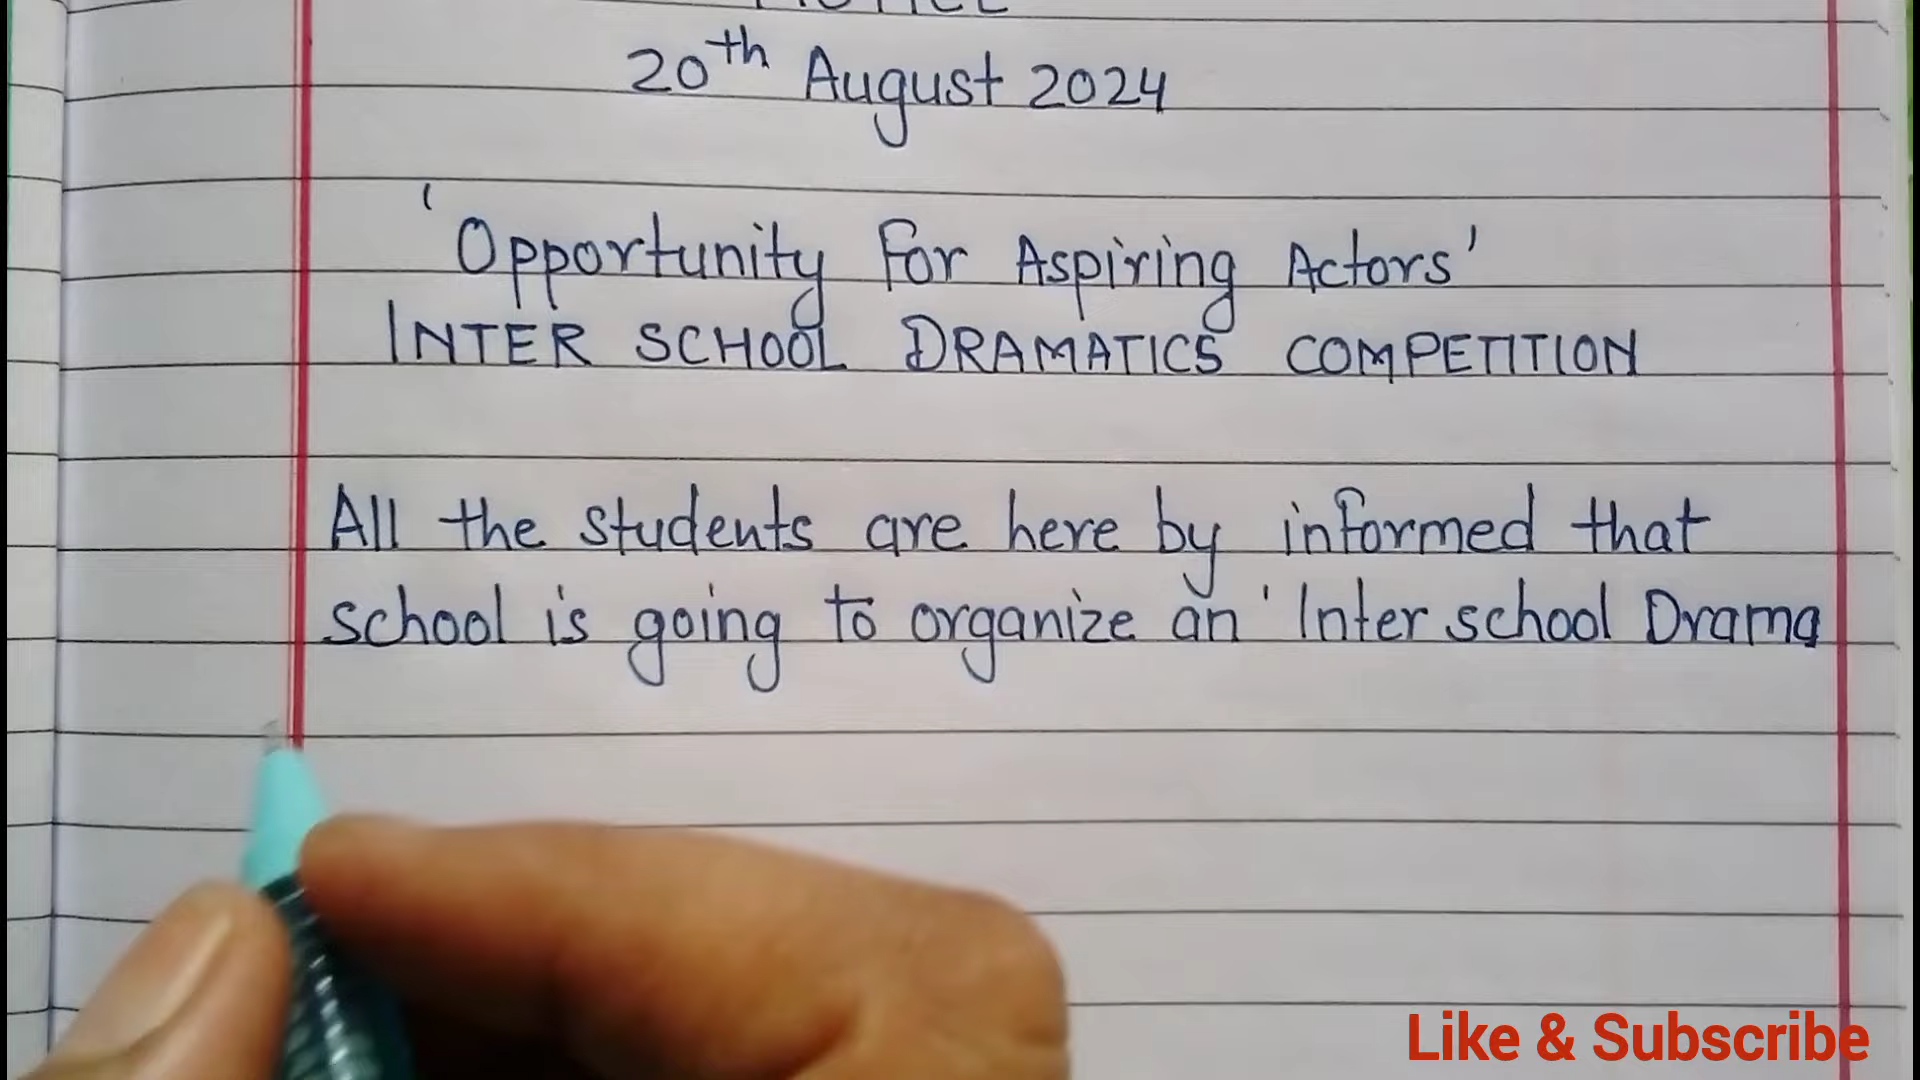 20th August 2024
'Opportunity For Aspiring Actors'
INTER SCHOOL DRAMATICS COMPETITION
All the students are here by informed that
school is going to organize an ' Inter school Drama
Like & Subscribe